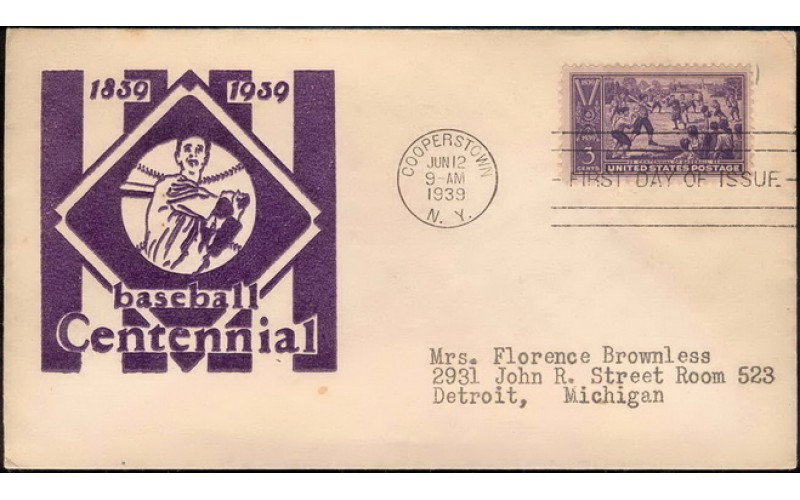 1839 1939
baseball
Centennial
COOPERSTOWN
JUN 12
9-AM
1939
N. Y.
3
CENTS
UNITED STATES POSTAGE
FIRST DAY OF ISSUE
Mrs. Florence Brownless
2931 John R. Street Room 523
Detroit, Michigan